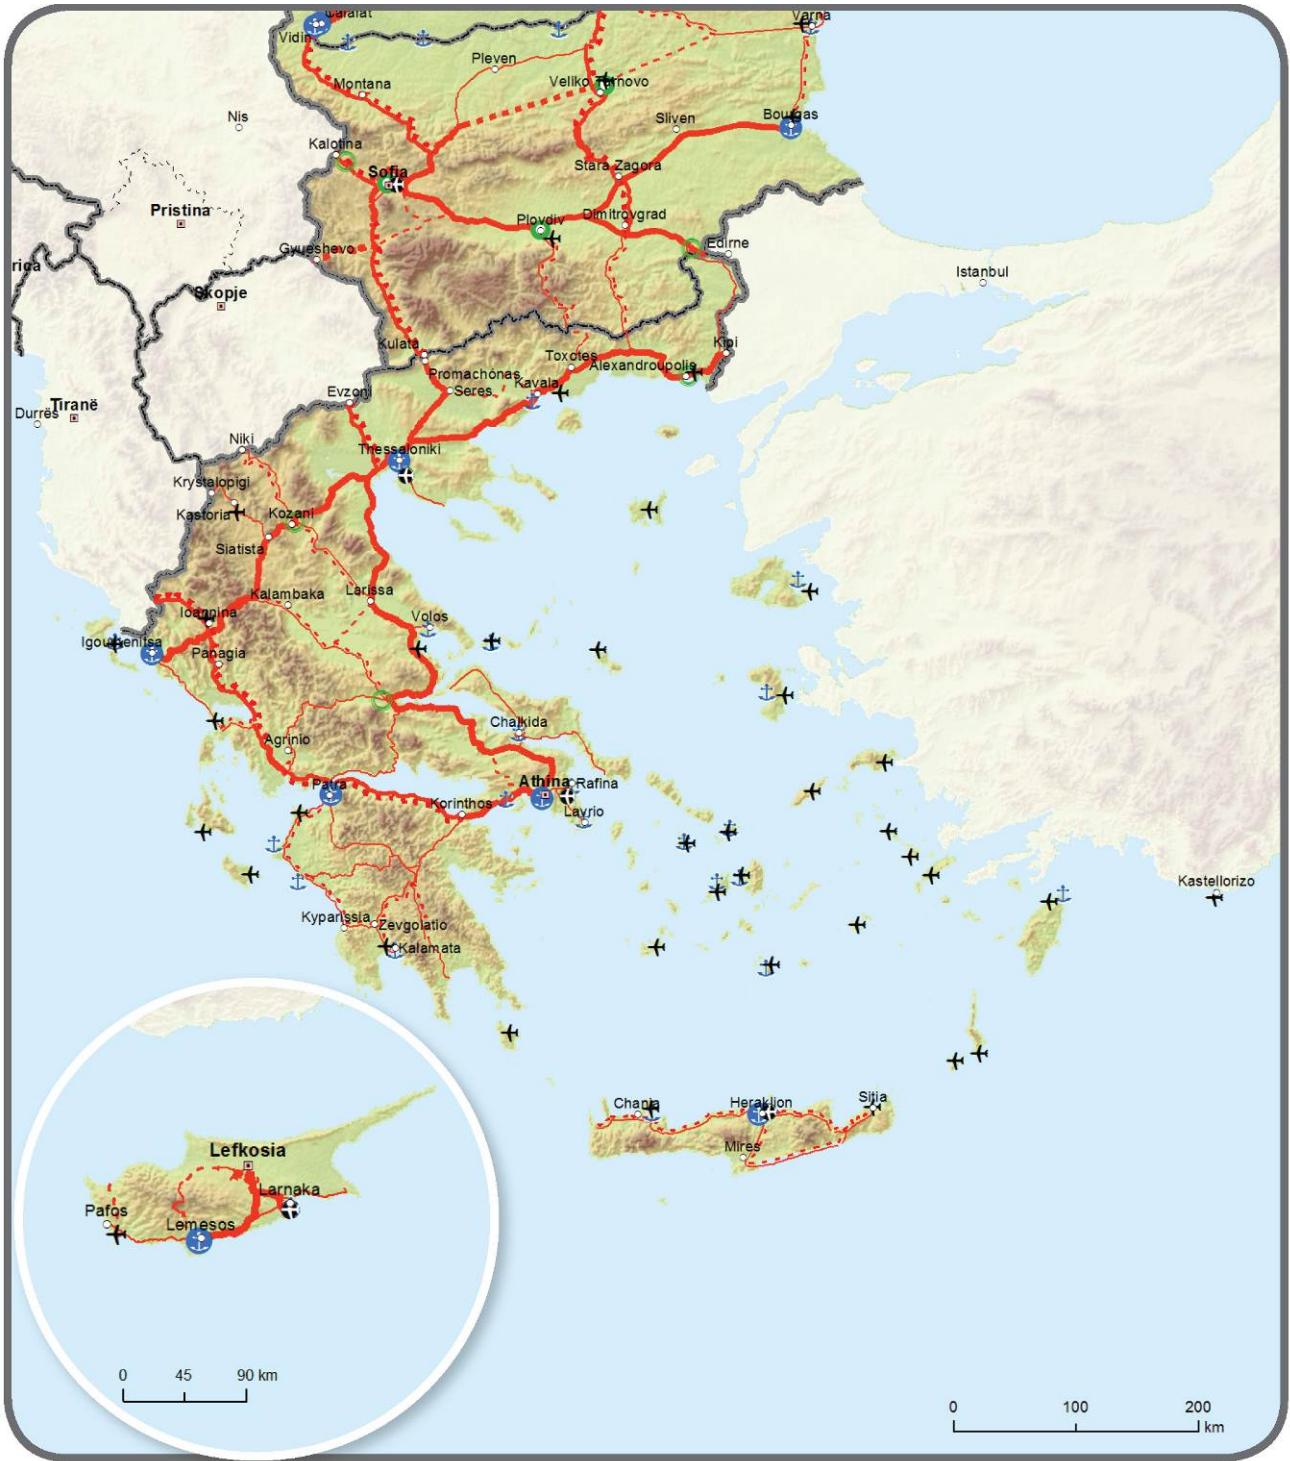 Calafat
Varna
Vidin
Pleven
Montana
Veliko Tarnovo
Nis
Sliven
Bourgas
Kalotina
Sofia
Stara Zagora
Pristina
Plovdiv
Dimitrovgrad
Edirne
Gyueshevo
rica
Istanbul
Skopje
Kulata
Kipi
Toxotes
Promachonas
Alexandroupolis
Seres
Kavala
Evzoni
Durrës
Tiranë
Niki
Thessaloniki
Krystalopigi
Kastoria
Kozani
Siatista
Kalambaka
Larissa
Ioannina
Volos
Igoumenitsa
Panagia
Chalkida
Agrinio
Patra
Athina
Rafina
Korinthos
Lavrio
Kastellorizo
Kyparissia
Zevgolatio
Kalamata
Chania
Heraklion
Sitia
Mires
Lefkosia
Larnaka
Pafos
Lemesos
0 45 90 km
0 100 200
km